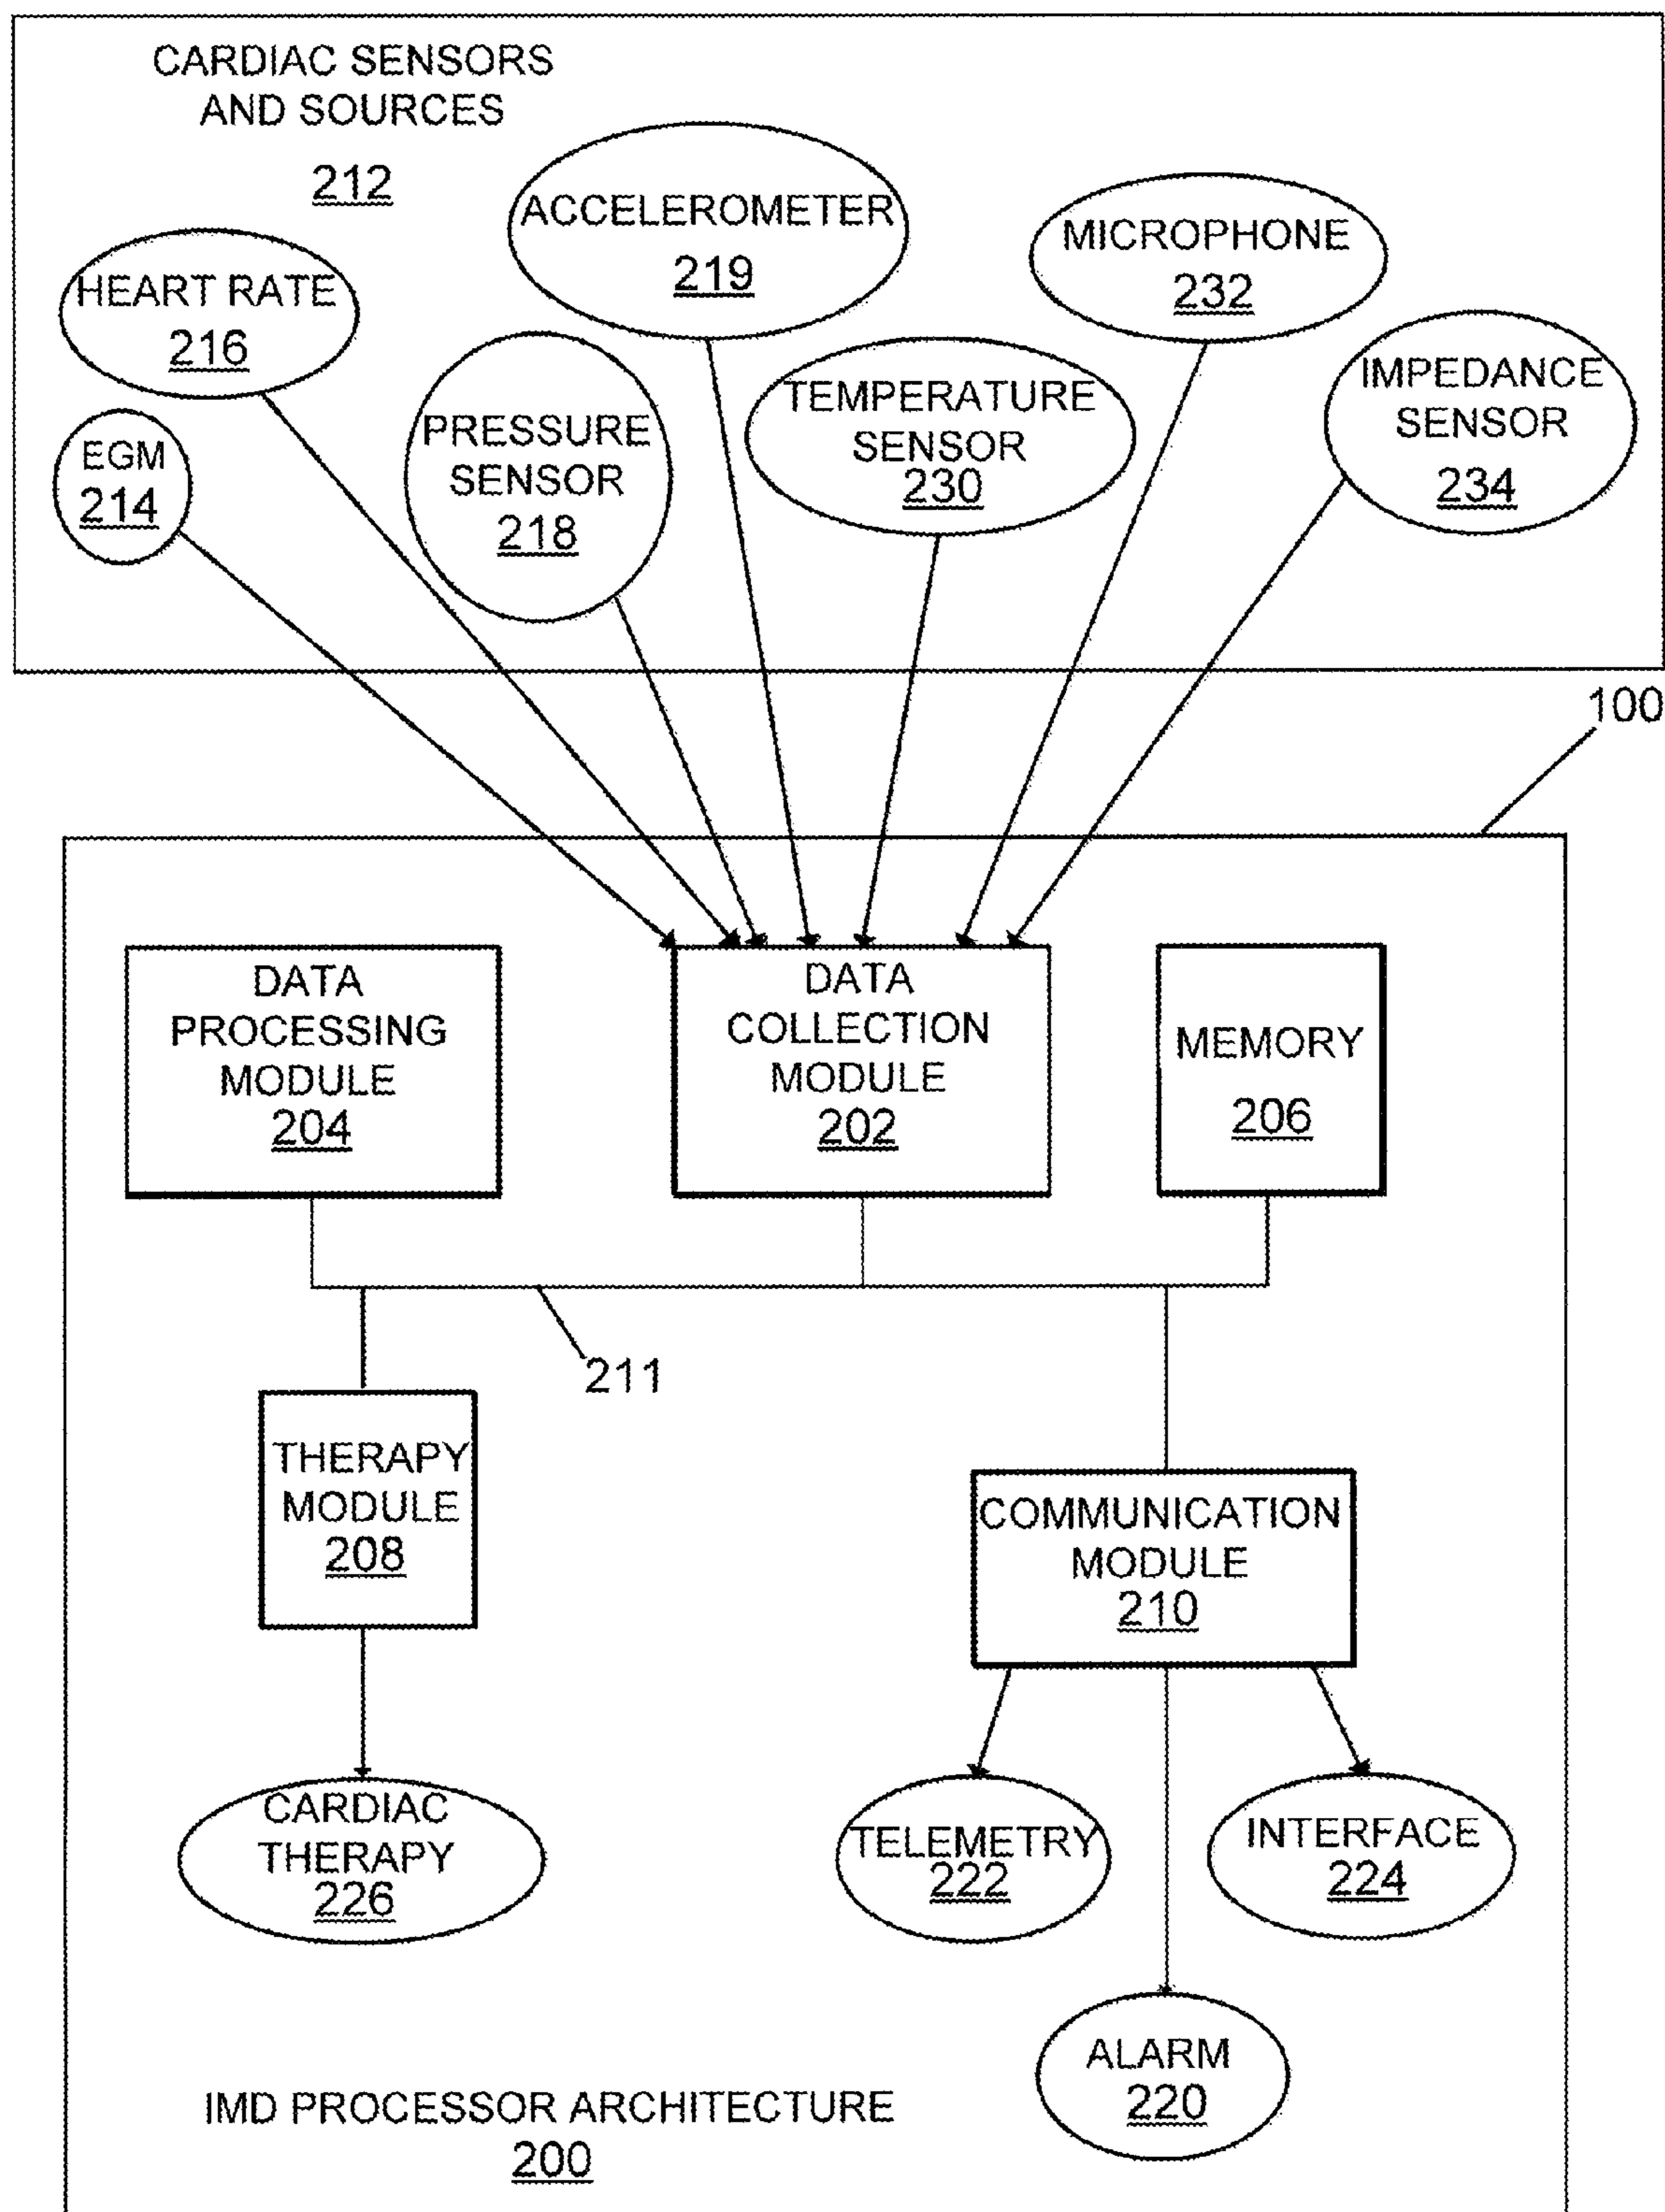 CARDIAC SENSORS
AND SOURCES
212
ACCELEROMETER
219
MICROPHONE
232
HEART RATE
216
IMPEDANCE
SENSOR
234
TEMPERATURE
SENSOR
230
PRESSURE
SENSOR
218
EGM
214
100
DATA
PROCESSING
MODULE
204
DATA
COLLECTION
MODULE
202
MEMORY
206
211
THERAPY
MODULE
208
COMMUNICATION
MODULE
210
CARDIAC
THERAPY
226
TELEMETRY
222
INTERFACE
224
ALARM
220
IMD PROCESSOR ARCHITECTURE
200